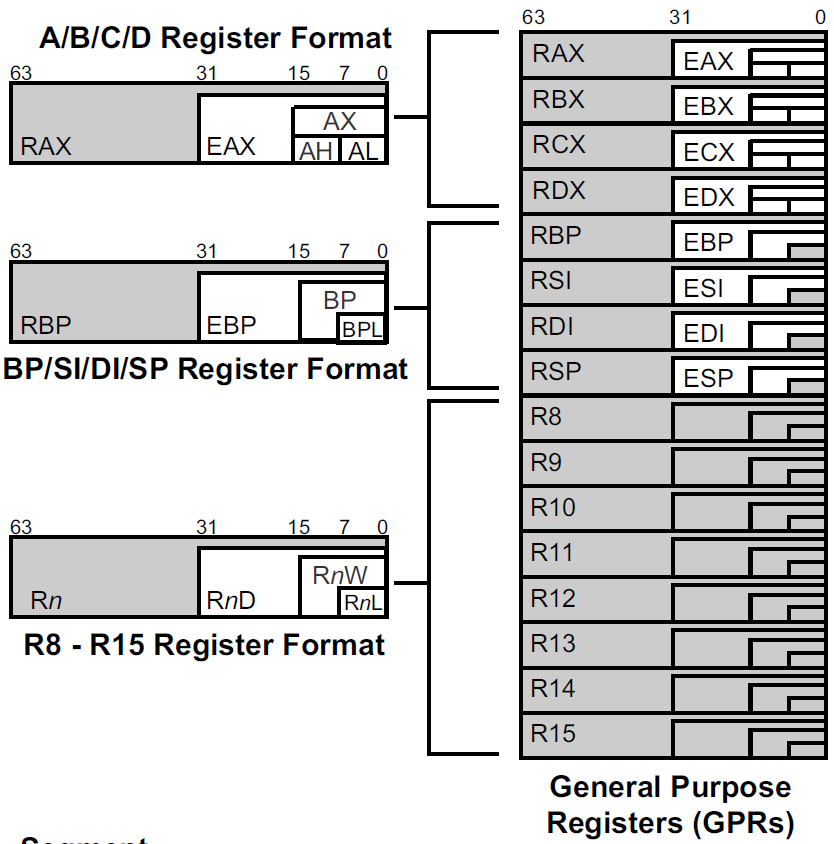 A/B/C/D Register Format
63 31 15 7 0
RAX EAX AX AH AL
63 31 15 7 0
RBP EBP BP BPL
BP/SI/DI/SP Register Format
63 31 15 7 0
Rn RnD RnW RnL
R8 - R15 Register Format
63 31 0
RAX EAX
RBX EBX
RCX ECX
RDX EDX
RBP EBP
RSI ESI
RDI EDI
RSP ESP
R8
R9
R10
R11
R12
R13
R14
R15
General Purpose
Registers (GPRs)